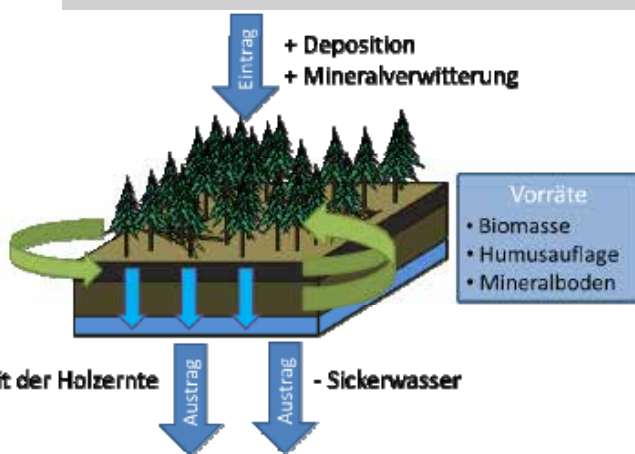 Eintrag
+ Deposition
+ Mineralverwitterung
Vorräte
• Biomasse
• Humusauflage
• Mineralboden
it der Holzernte
Austrag
Austrag
- Sickerwasser